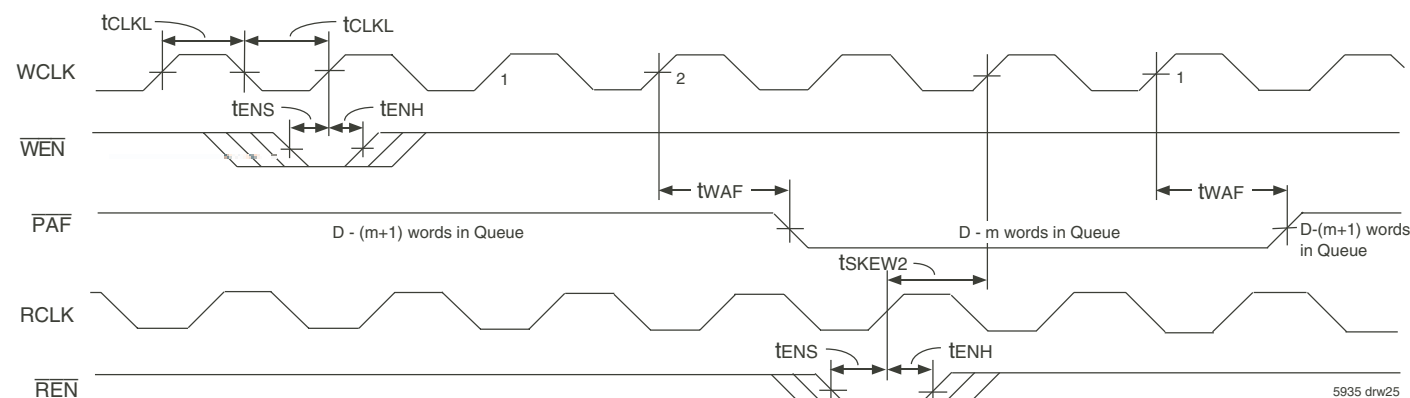 tCLKL tCLKL
WCLK 1 2 1
tENS tENH
WEN
tWAF tWAF
PAF D - (m+1) words in Queue D - m words in Queue D-(m+1) words
in Queue
tSKEW2
RCLK
tENS tENH
REN
5935 drw25